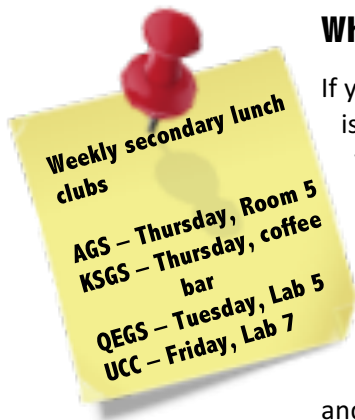 Wh
If y
is
Weekly secondary lunch
clubs
AGS – Thursday, Room 5
KSGS – Thursday, coffee
bar
QEGS – Tuesday, Lab 5
UCC – Friday, Lab 7
and